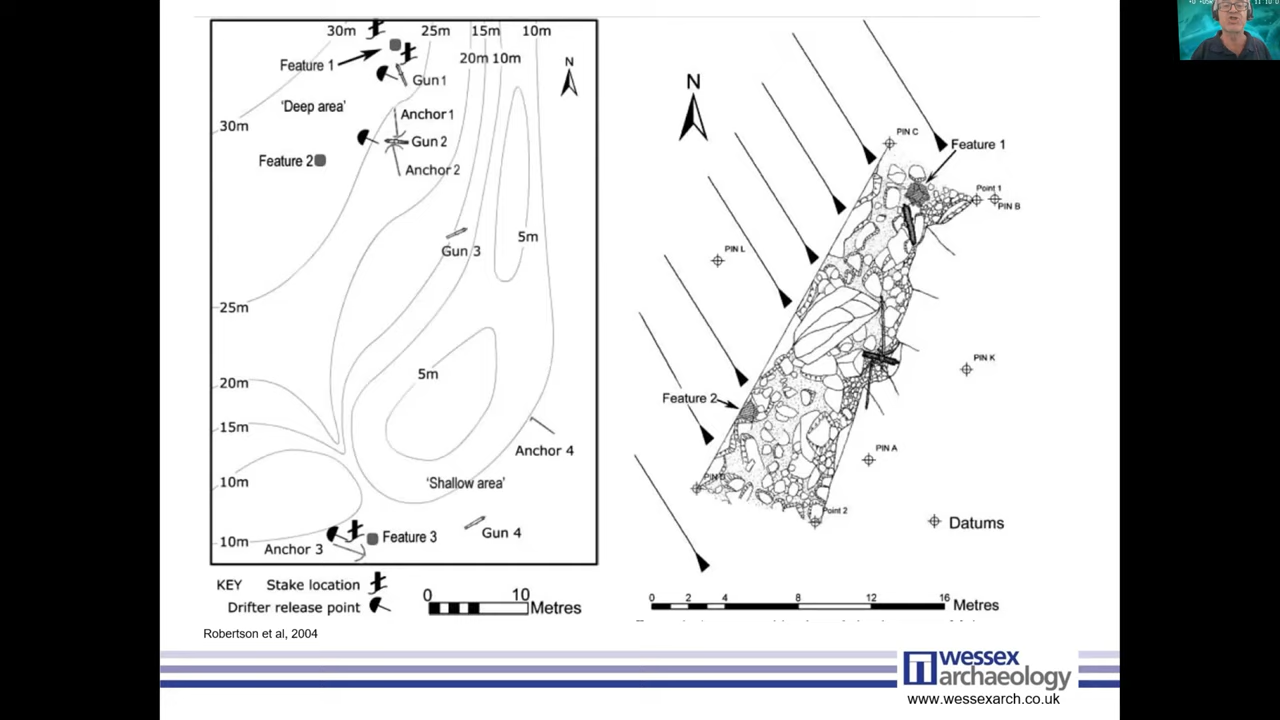 30m 25m 15m 10m
20m 10m
N
Feature 1
Gun 1
'Deep area'
Anchor 1
30m
Gun 2
Feature 2
Anchor 2
5m
Gun 3
25m
5m
20m
15m
Anchor 4
10m
'Shallow area'
Gun 4
Feature 3
10m
Anchor 3
KEY Stake location
Drifter release point
0 10
Metres
Robertson et al, 2004
N
PIN C
Feature 1
Point 1
PIN B
PIN L
PIN K
Feature 2
PIN A
Point 2
Datums
0 2 4 8 12 16
Metres
wessex
archaeology
www.wessexarch.co.uk